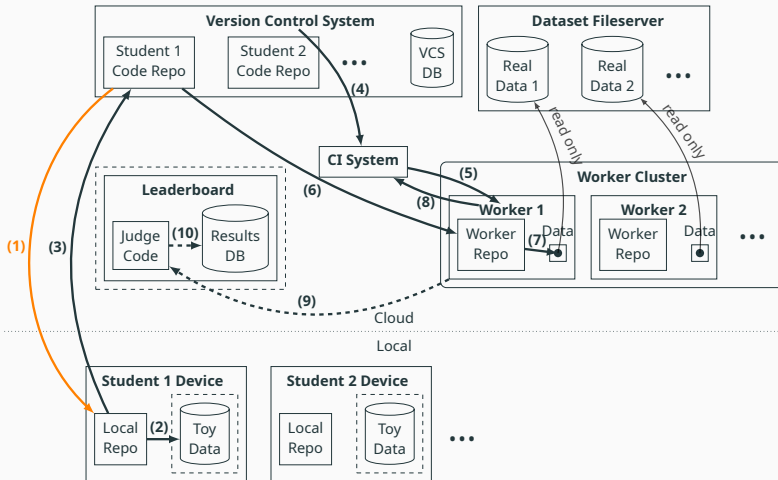 Version Control System
Student 1
Code Repo
Student 2
Code Repo
•••
VCS
DB
Dataset Fileserver
Real
Data 1
Real
Data 2
•••
(4)
read only
read only
CI System
(5)
(6)
(8)
Worker Cluster
Leaderboard
Judge
Code
(10)
Results
DB
Worker 1
Worker
Repo
(7)
Data
Worker 2
Worker
Repo
Data
•••
(1)
(3)
(9)
Cloud
Local
Student 1 Device
Local
Repo
(2)
Toy
Data
Student 2 Device
Local
Repo
Toy
Data
•••